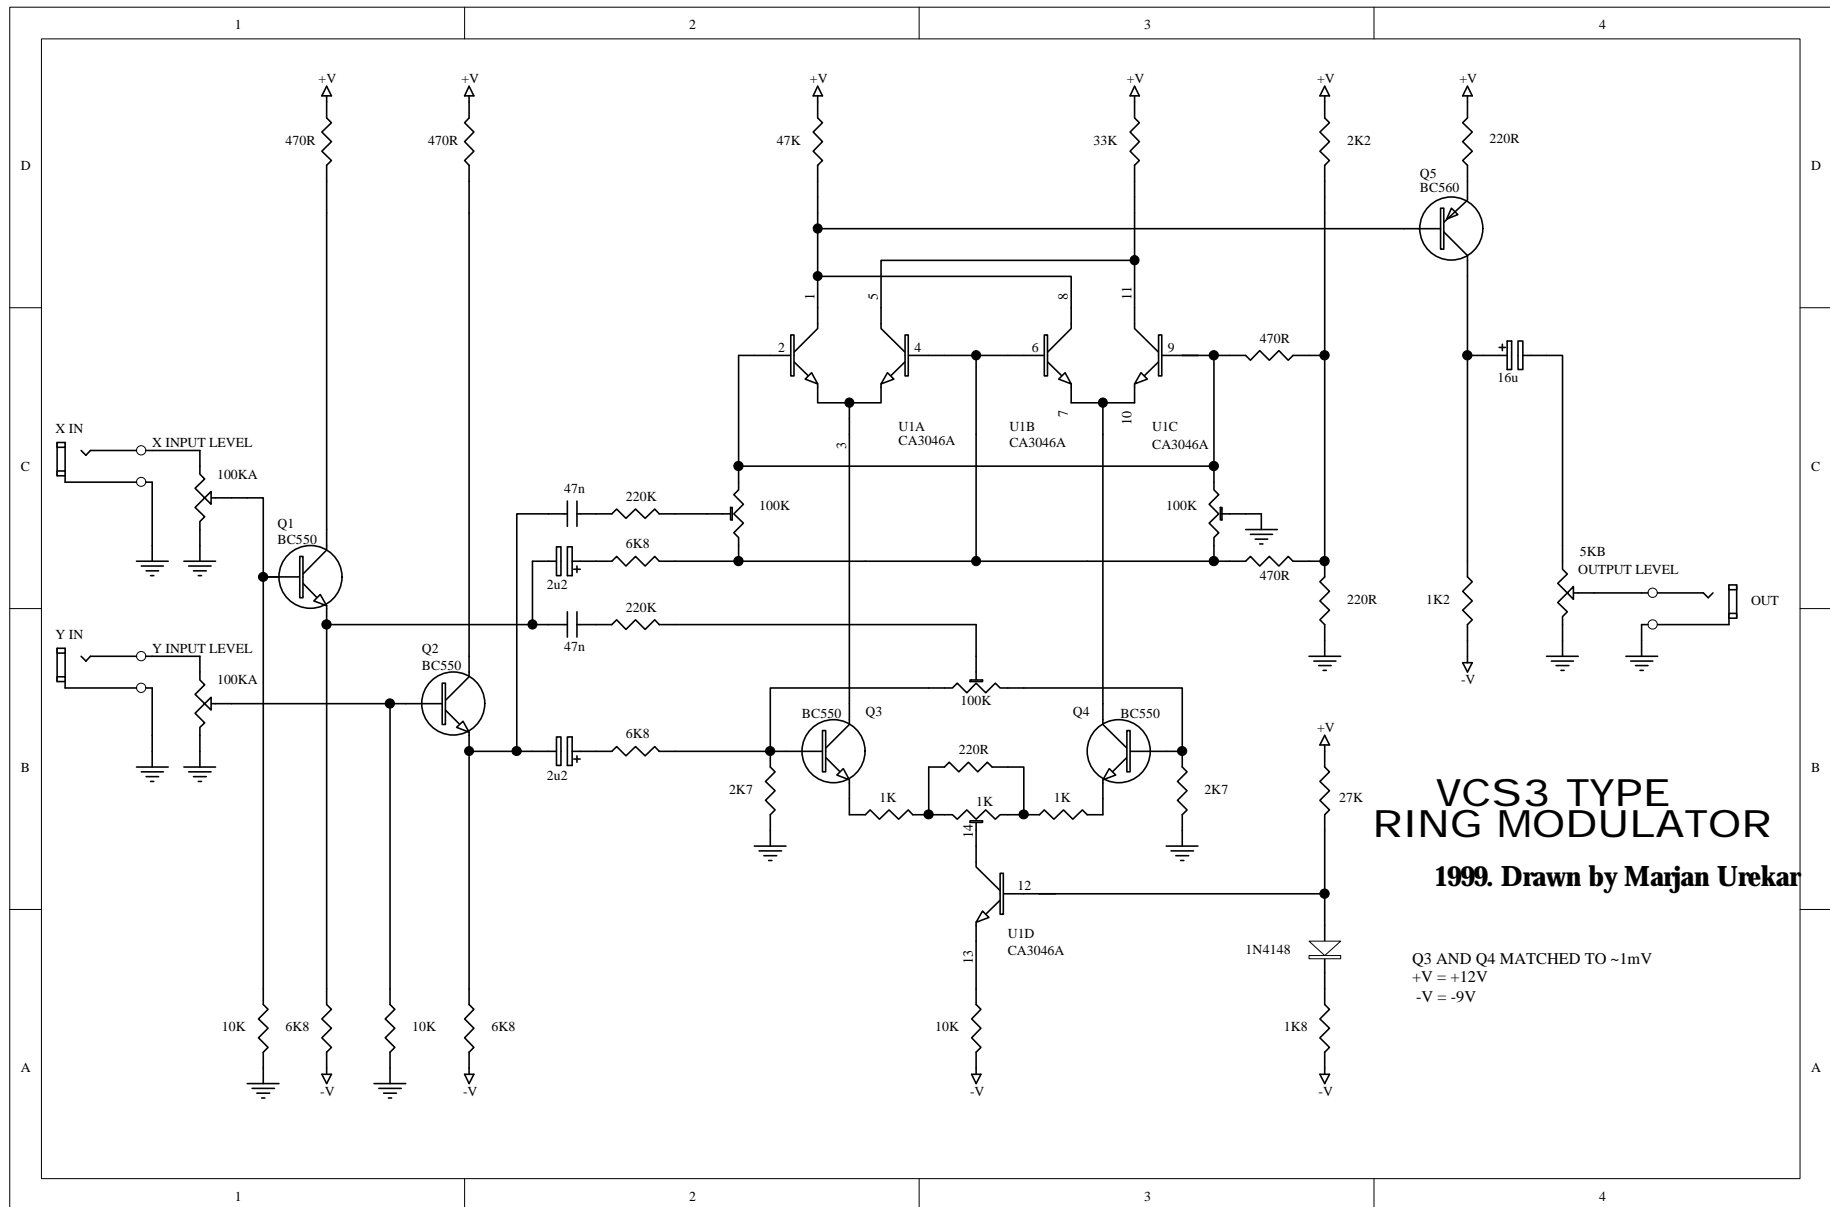 1 2 3 4
+V +V +V +V +V +V
470R 470R 47K 33K 2K2 220R
D D
Q5
BC560
1 5 8 11
2 4 6 9 470R
16u
7 10
3
U1A
CA3046A
U1B
CA3046A
U1C
CA3046A
X IN
X INPUT LEVEL
C C
100KA
47n 220K 100K 100K
Q1
BC550
6K8
2u2
470R
5KB
OUTPUT LEVEL
220R 1K2 OUT
220K
47n
Y IN
Y INPUT LEVEL
Q2
BC550
100KA
-V
100K
BC550 Q3 Q4 BC550
+V
6K8 220R
B B
2u2
2K7 1K 1K 1K 2K7 27K
14
VCS3 TYPE
RING MODULATOR
1999. Drawn by Marjan Urekar
12
U1D
CA3046A
13
1N4148
Q3 AND Q4 MATCHED TO ~1mV
+V = +12V
-V = -9V
10K 6K8 10K 6K8 10K 1K8
A A
-V -V -V -V
1 2 3 4